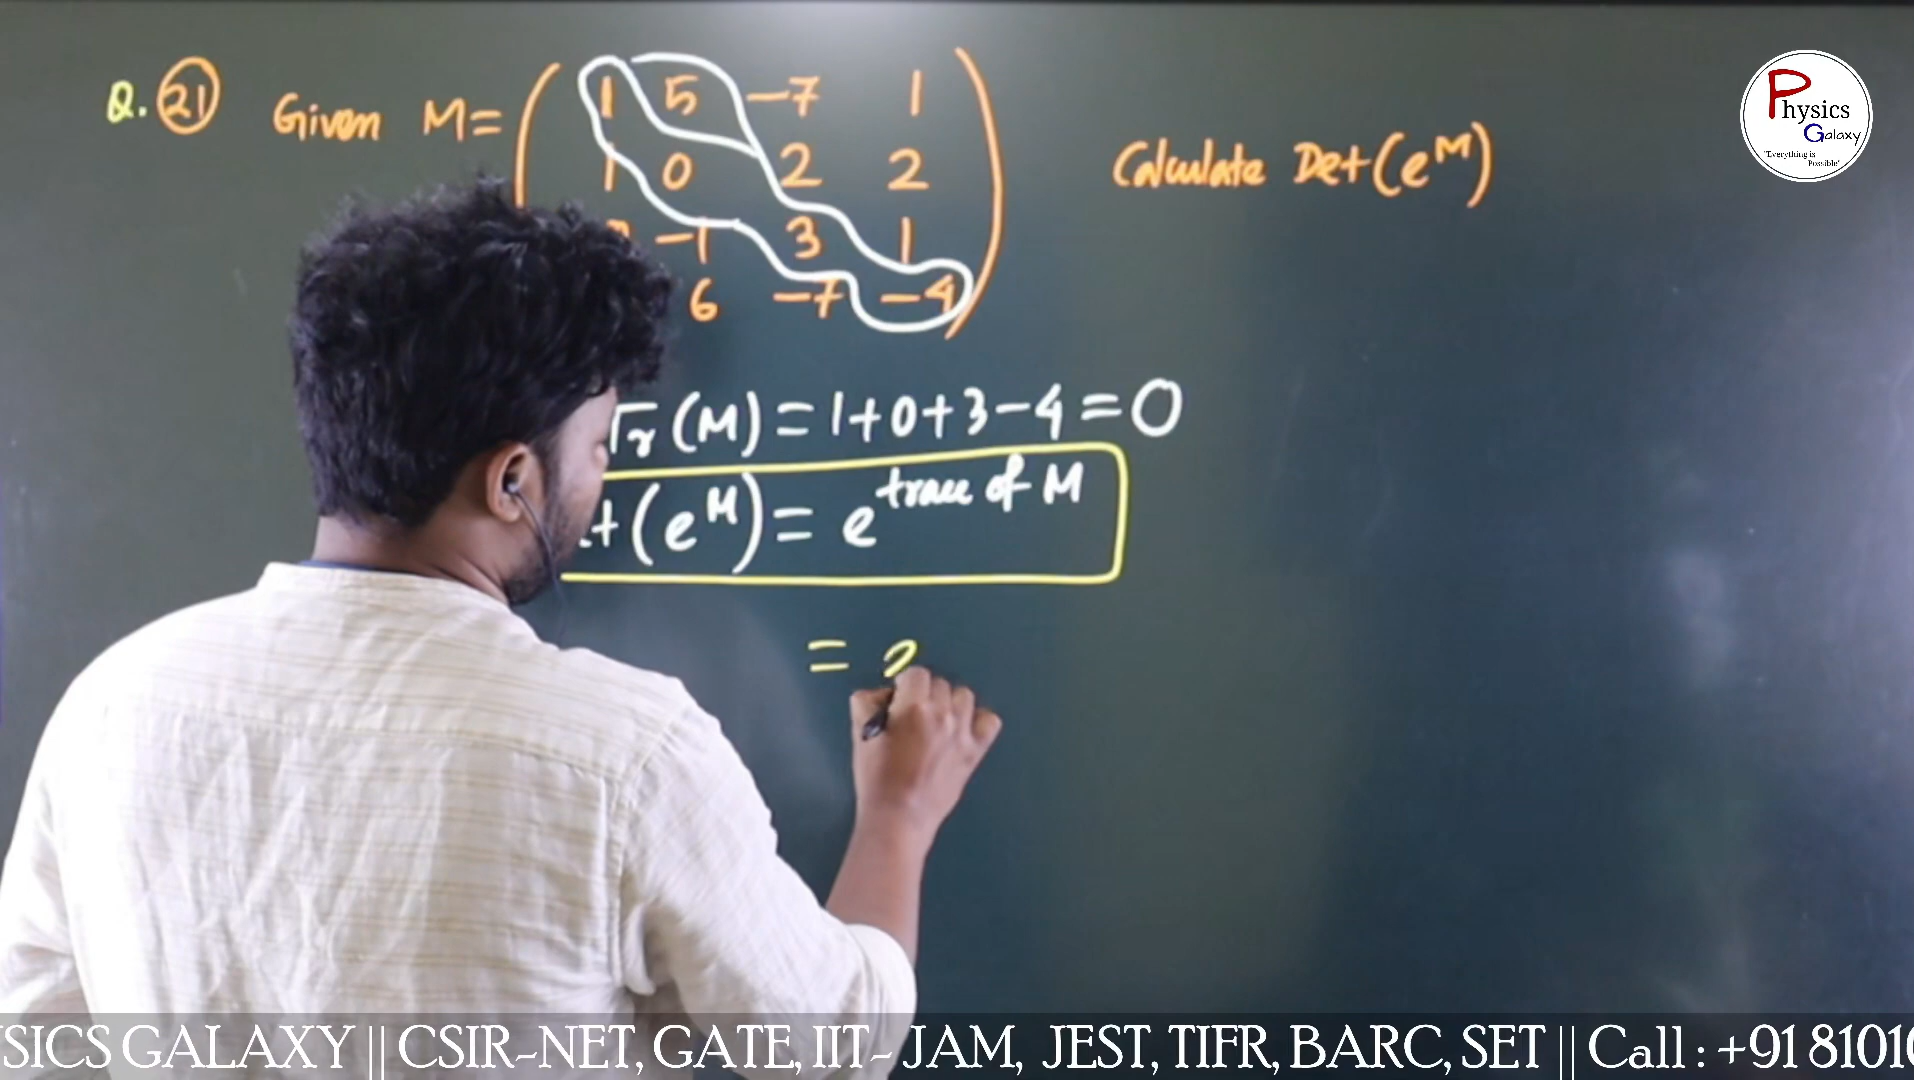 Q. 21 Given M = ( 1 5 -7 1
1 0 2 2
-1 3 1
6 -7 -4 )
Calculate Det(e^M)
Tr (M) = 1+0+3-4 = 0
(e^M) = e^trace of M
=
Physics
Galaxy
"Everything is
Possible"
SICS GALAXY || CSIR-NET, GATE, IIT-JAM, JEST, TIFR, BARC, SET || Call : +91 8101